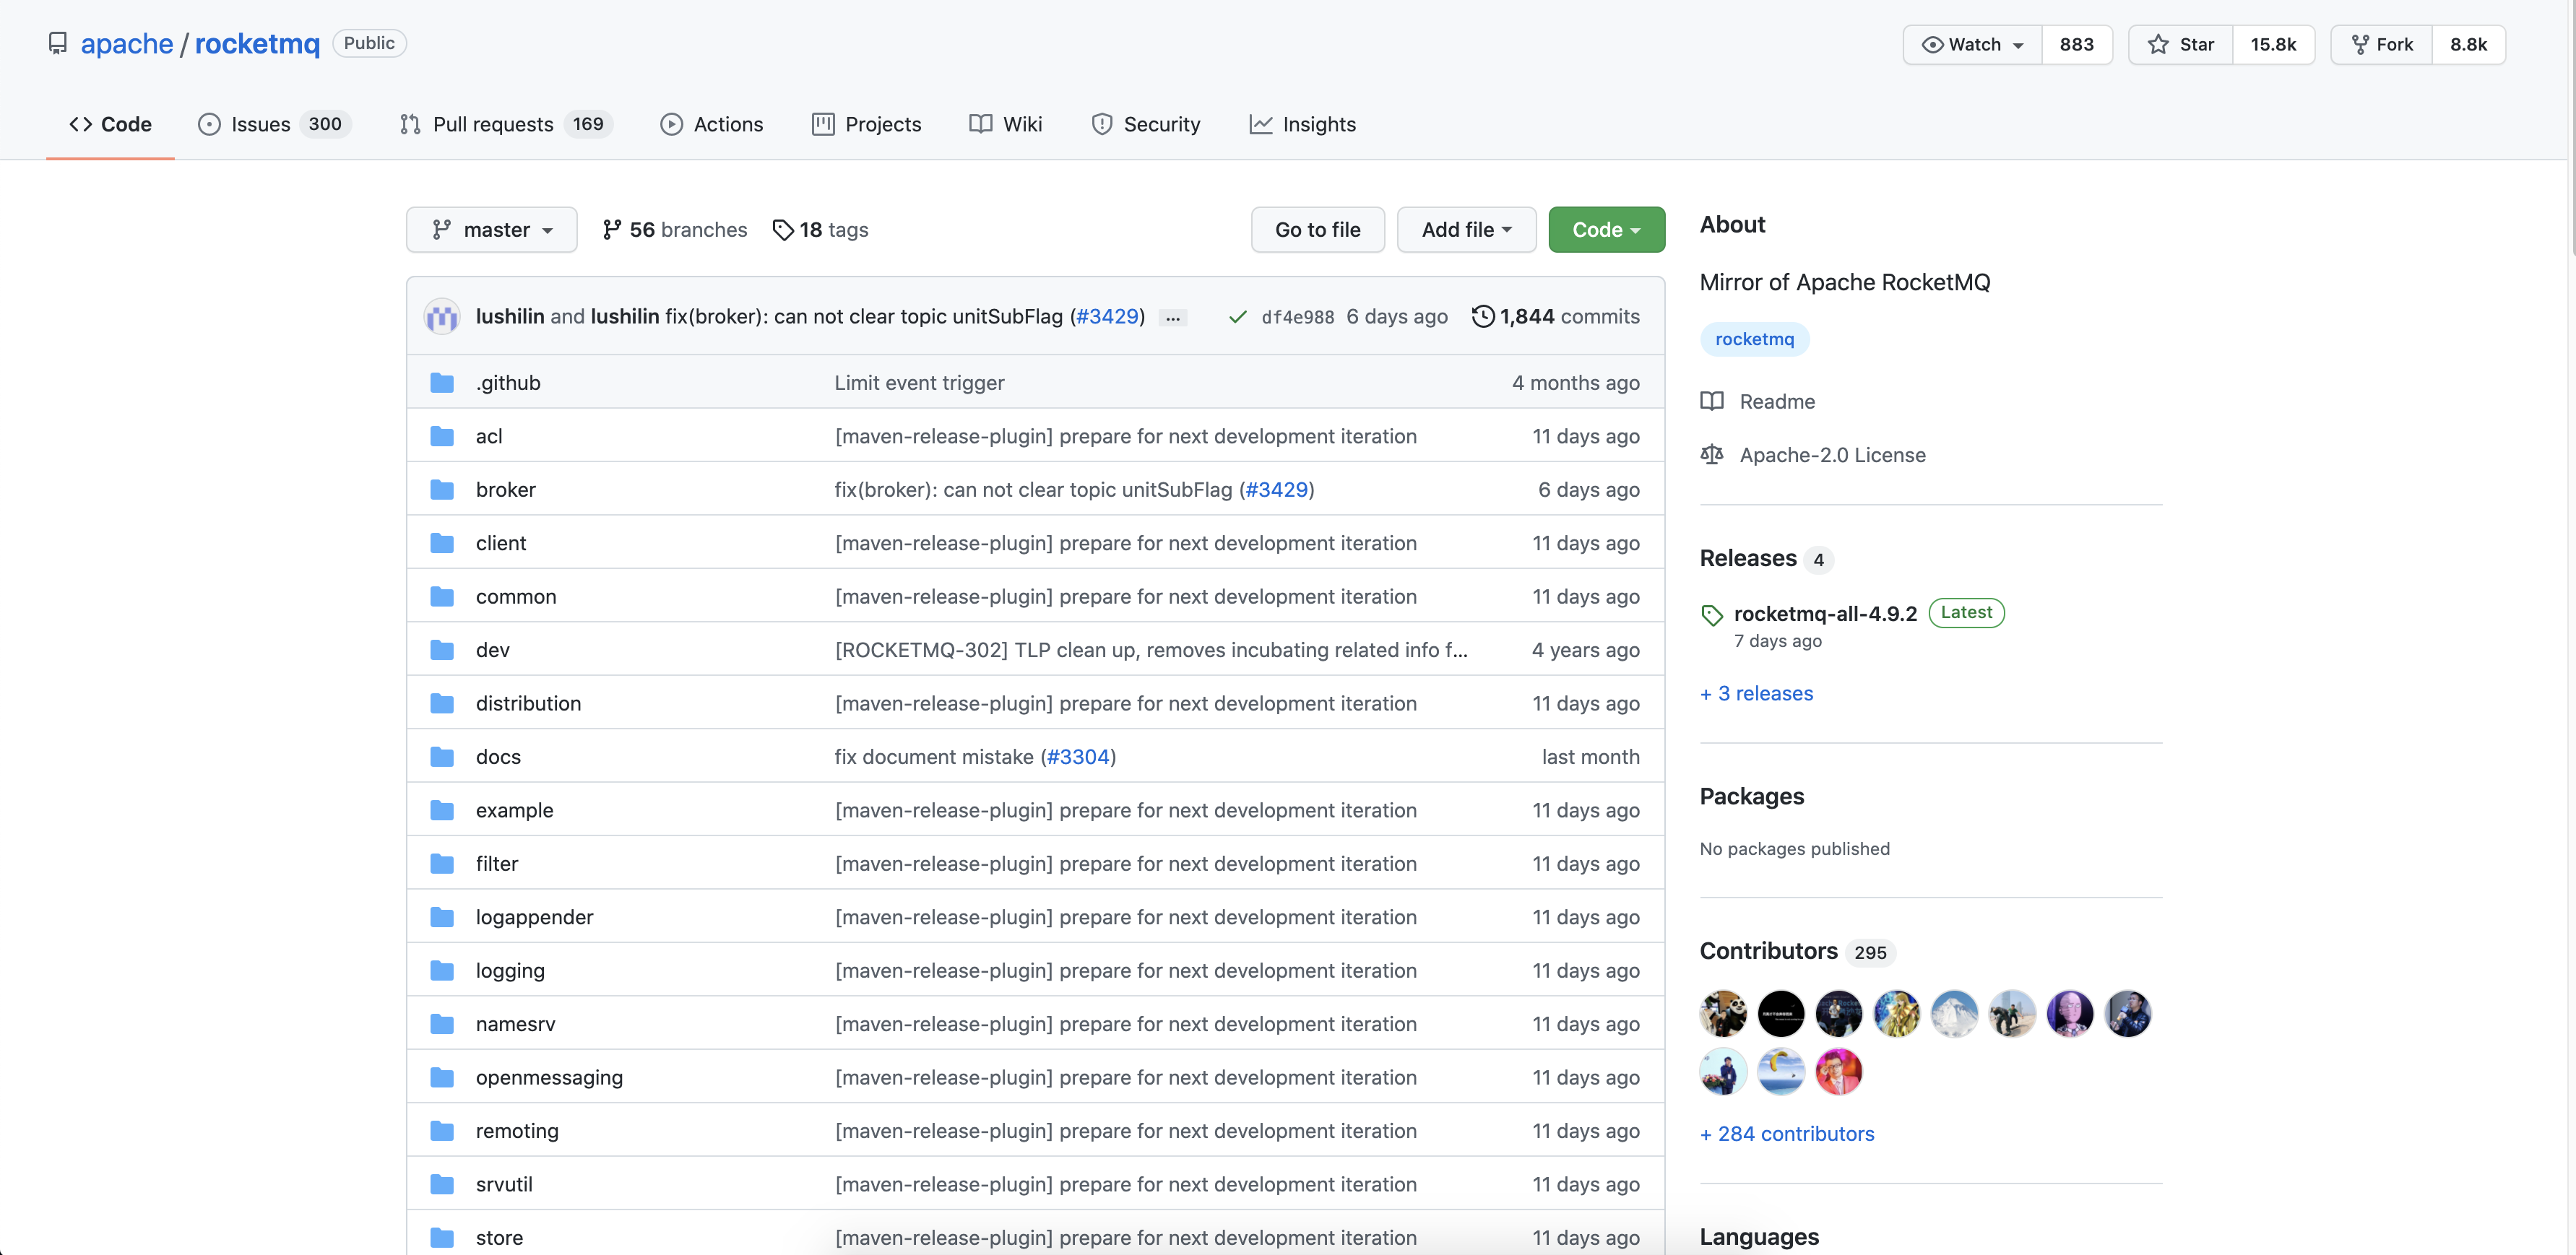 apache / rocketmq Public
Watch 883 Star 15.8k Fork 8.8k
Code Issues 300 Pull requests 169 Actions Projects Wiki Security Insights
master 56 branches 18 tags Go to file Add file Code
lushilin and lushilin fix(broker): can not clear topic unitSubFlag (#3429) ... df4e988 6 days ago 1,844 commits
.github Limit event trigger 4 months ago
acl [maven-release-plugin] prepare for next development iteration 11 days ago
broker fix(broker): can not clear topic unitSubFlag (#3429) 6 days ago
client [maven-release-plugin] prepare for next development iteration 11 days ago
common [maven-release-plugin] prepare for next development iteration 11 days ago
dev [ROCKETMQ-302] TLP clean up, removes incubating related info f... 4 years ago
distribution [maven-release-plugin] prepare for next development iteration 11 days ago
docs fix document mistake (#3304) last month
example [maven-release-plugin] prepare for next development iteration 11 days ago
filter [maven-release-plugin] prepare for next development iteration 11 days ago
logappender [maven-release-plugin] prepare for next development iteration 11 days ago
logging [maven-release-plugin] prepare for next development iteration 11 days ago
namesrv [maven-release-plugin] prepare for next development iteration 11 days ago
openmessaging [maven-release-plugin] prepare for next development iteration 11 days ago
remoting [maven-release-plugin] prepare for next development iteration 11 days ago
srvutil [maven-release-plugin] prepare for next development iteration 11 days ago
store [maven-release-plugin] prepare for next development iteration 11 days ago
About
Mirror of Apache RocketMQ
rocketmq
Readme
Apache-2.0 License
Releases 4
rocketmq-all-4.9.2 Latest
7 days ago
+ 3 releases
Packages
No packages published
Contributors 295
+ 284 contributors
Languages